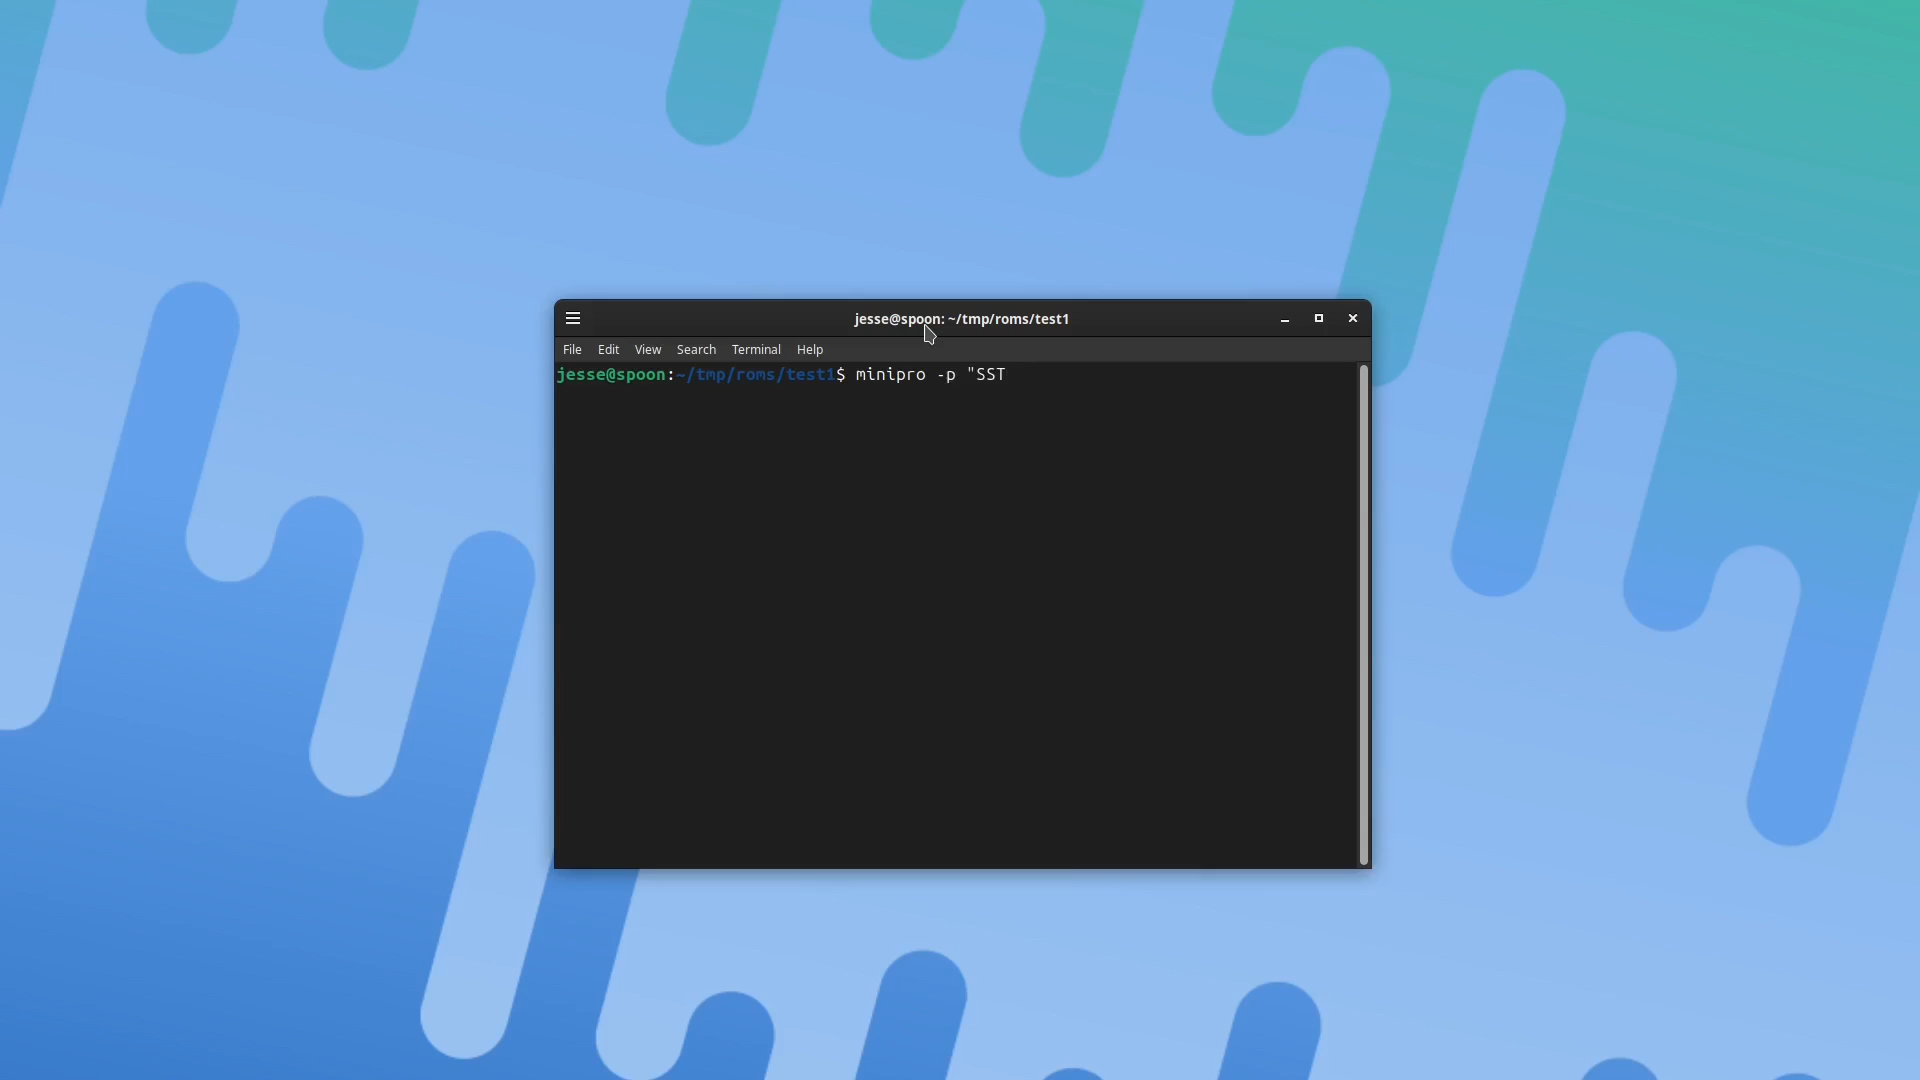 jesse@spoon: ~/tmp/roms/test1
File Edit View Search Terminal Help
jesse@spoon:~/tmp/roms/test1$ minipro -p "SST